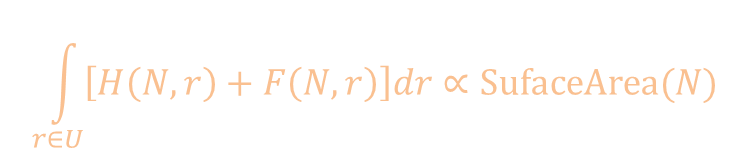 ∫[H(N,r) + F(N,r)]dr ∝ SufaceArea(N)
r∈U